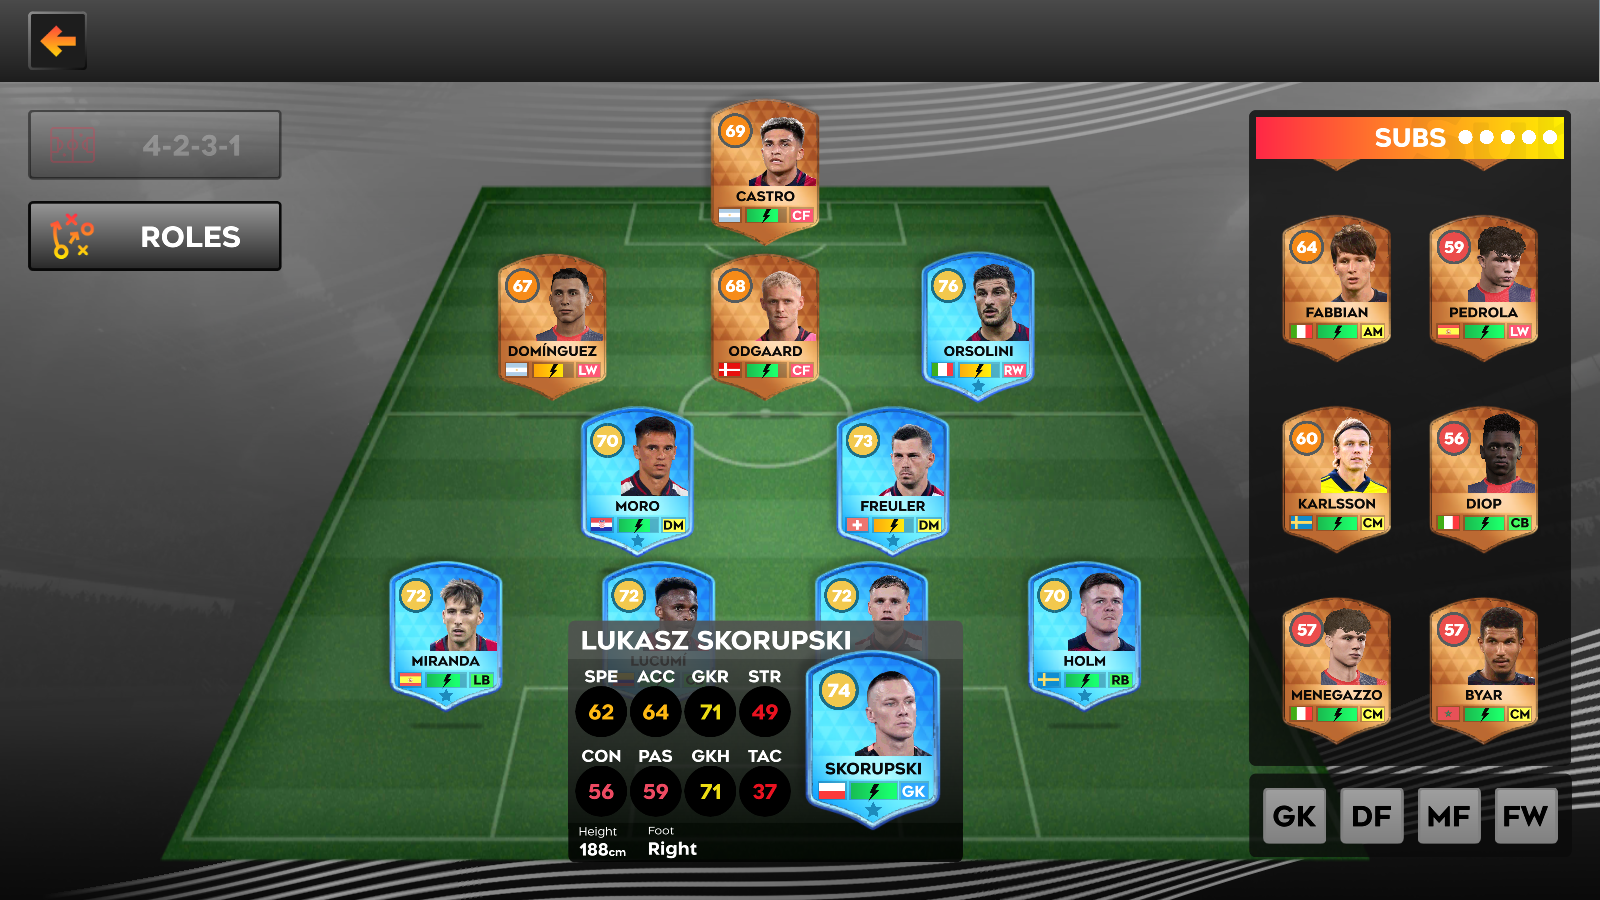 4-2-3-1
ROLES
69
CASTRO
CF
67
DOMÍNGUEZ
LW
68
ODGAARD
CF
76
ORSOLINI
RW
70
MORO
DM
73
FREULER
DM
72
MIRANDA
LB
72
LUCUMÍ
72
70
HOLM
RB
LUKASZ SKORUPSKI
SPE ACC GKR STR
62 64 71 49
CON PAS GKH TAC
56 59 71 37
Height
188cm
Foot
Right
74
SKORUPSKI
GK
SUBS
64
FABBIAN
AM
59
PEDROLA
LW
60
KARLSSON
CM
56
DIOP
CB
57
MENEGAZZO
CM
57
BYAR
CM
GK DF MF FW